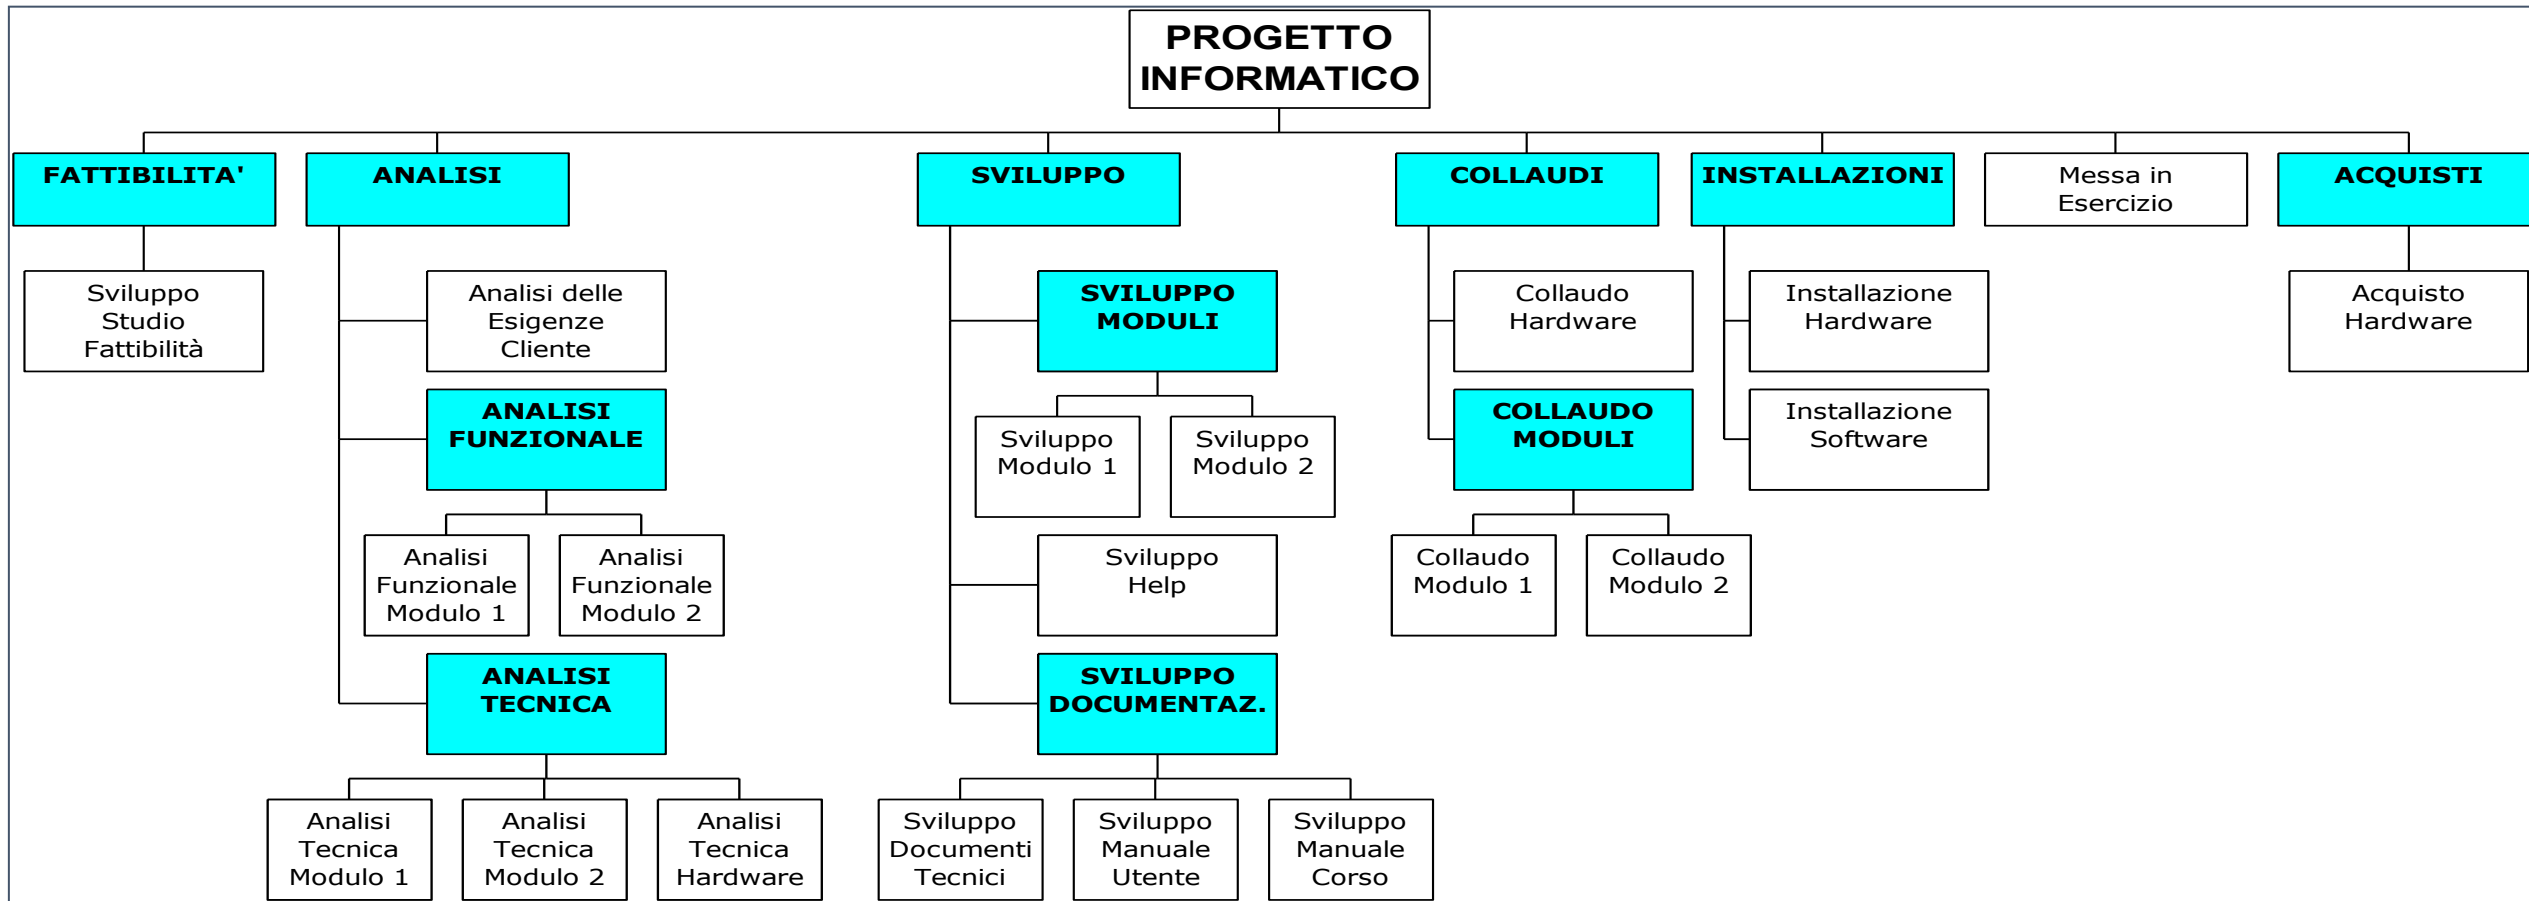 PROGETTO
INFORMATICO
FATTIBILITA'
ANALISI
SVILUPPO
COLLAUDI
INSTALLAZIONI
Messa in
Esercizio
ACQUISTI
Sviluppo
Studio
Fattibilità
Analisi delle
Esigenze
Cliente
SVILUPPO
MODULI
Collaudo
Hardware
Installazione
Hardware
Acquisto
Hardware
ANALISI
FUNZIONALE
Sviluppo
Modulo 1
Sviluppo
Modulo 2
COLLAUDO
MODULI
Installazione
Software
Analisi
Funzionale
Modulo 1
Analisi
Funzionale
Modulo 2
Sviluppo
Help
Collaudo
Modulo 1
Collaudo
Modulo 2
ANALISI
TECNICA
SVILUPPO
DOCUMENTAZ.
Analisi
Tecnica
Modulo 1
Analisi
Tecnica
Modulo 2
Analisi
Tecnica
Hardware
Sviluppo
Documenti
Tecnici
Sviluppo
Manuale
Utente
Sviluppo
Manuale
Corso